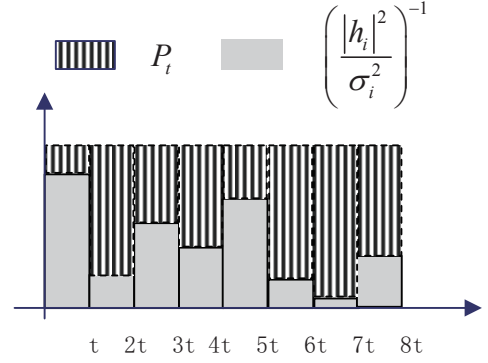 P_t (|h_i|^2 / σ_i^2)^{-1}
t 2t 3t 4t 5t 6t 7t 8t